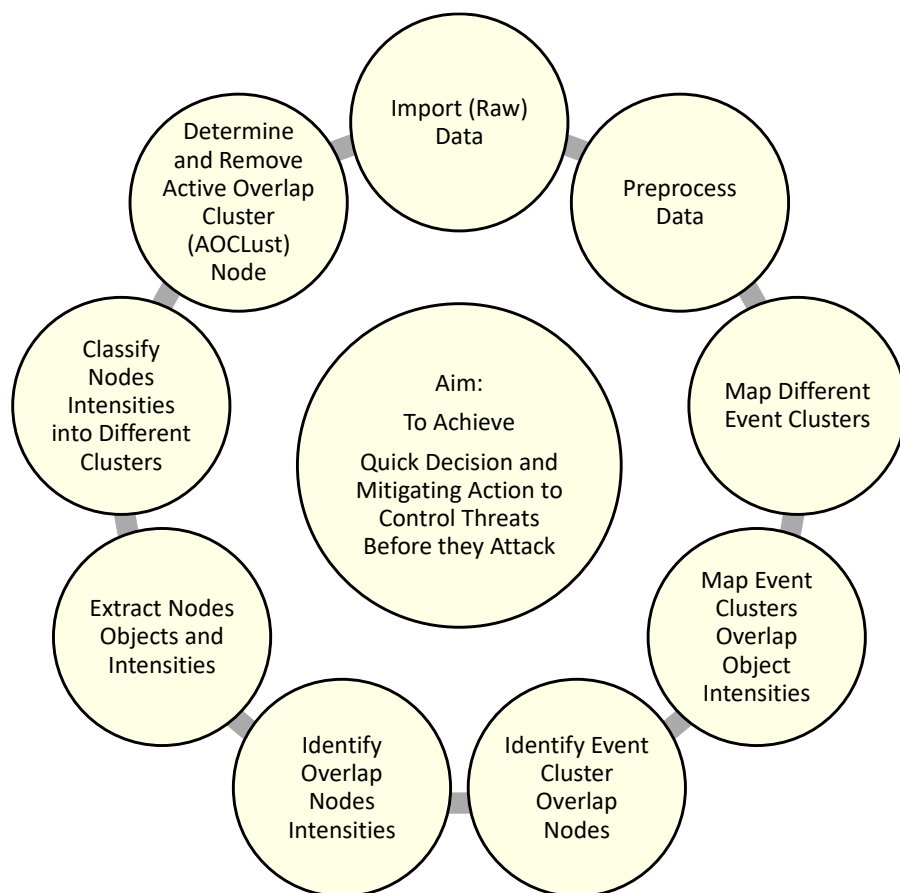 Import (Raw)
Data
Preprocess
Data
Map Different
Event Clusters
Map Event
Clusters
Overlap
Object
Intensities
Identify Event
Cluster
Overlap
Nodes
Identify
Overlap
Nodes
Intensities
Extract Nodes
Objects and
Intensities
Classify
Nodes
Intensities
into Different
Clusters
Determine
and Remove
Active Overlap
Cluster
(AOCLust)
Node
Aim:
To Achieve
Quick Decision and
Mitigating Action to
Control Threats
Before they Attack